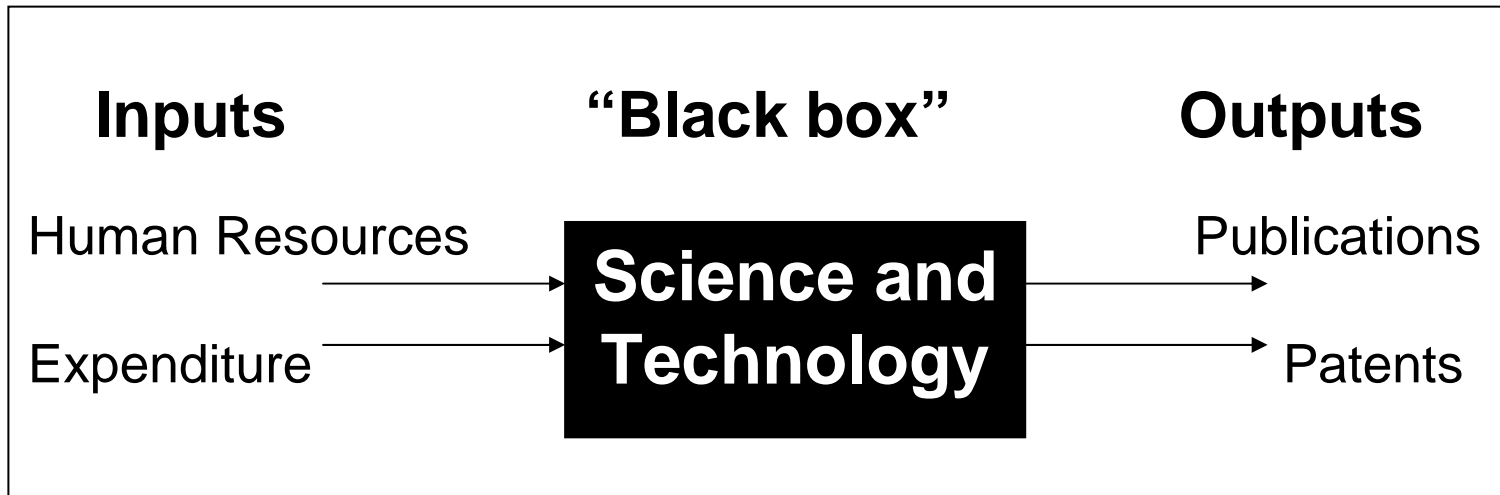 Inputs
“Black box”
Outputs
Human Resources
Expenditure
Science and
Technology
Publications
Patents